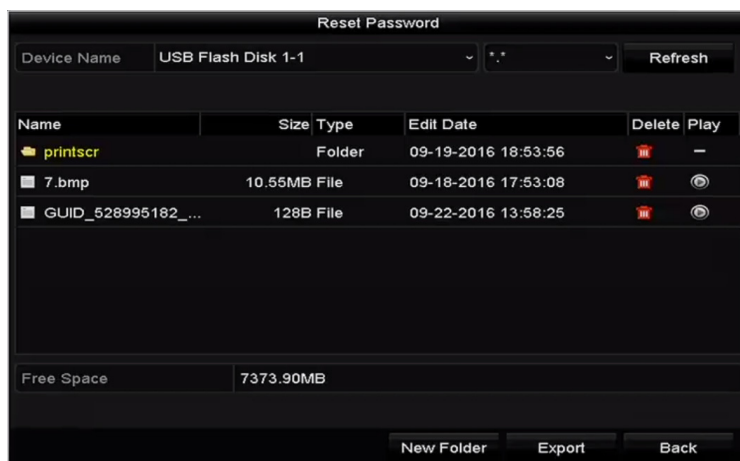 Reset Password
Device Name USB Flash Disk 1-1 *.* Refresh
Name Size Type Edit Date Delete Play
printscr Folder 09-19-2016 18:53:56 —
7.bmp 10.55MB File 09-18-2016 17:53:08
GUID_528995182_... 128B File 09-22-2016 13:58:25
Free Space 7373.90MB
New Folder Export Back